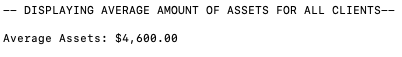 -- DISPLAYING AVERAGE AMOUNT OF ASSETS FOR ALL CLIENTS--
Average Assets: $4,600.00